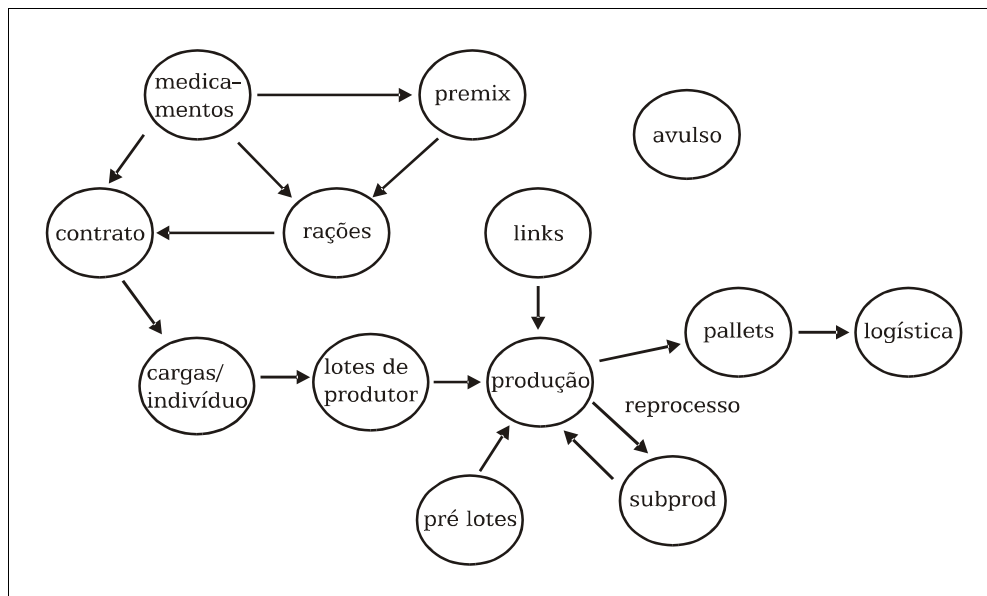 medica-
mentos
premix
avulso
contrato
rações
links
pallets
logística
cargas/
indivíduo
lotes de
produtor
produção
reprocesso
pré lotes
subprod